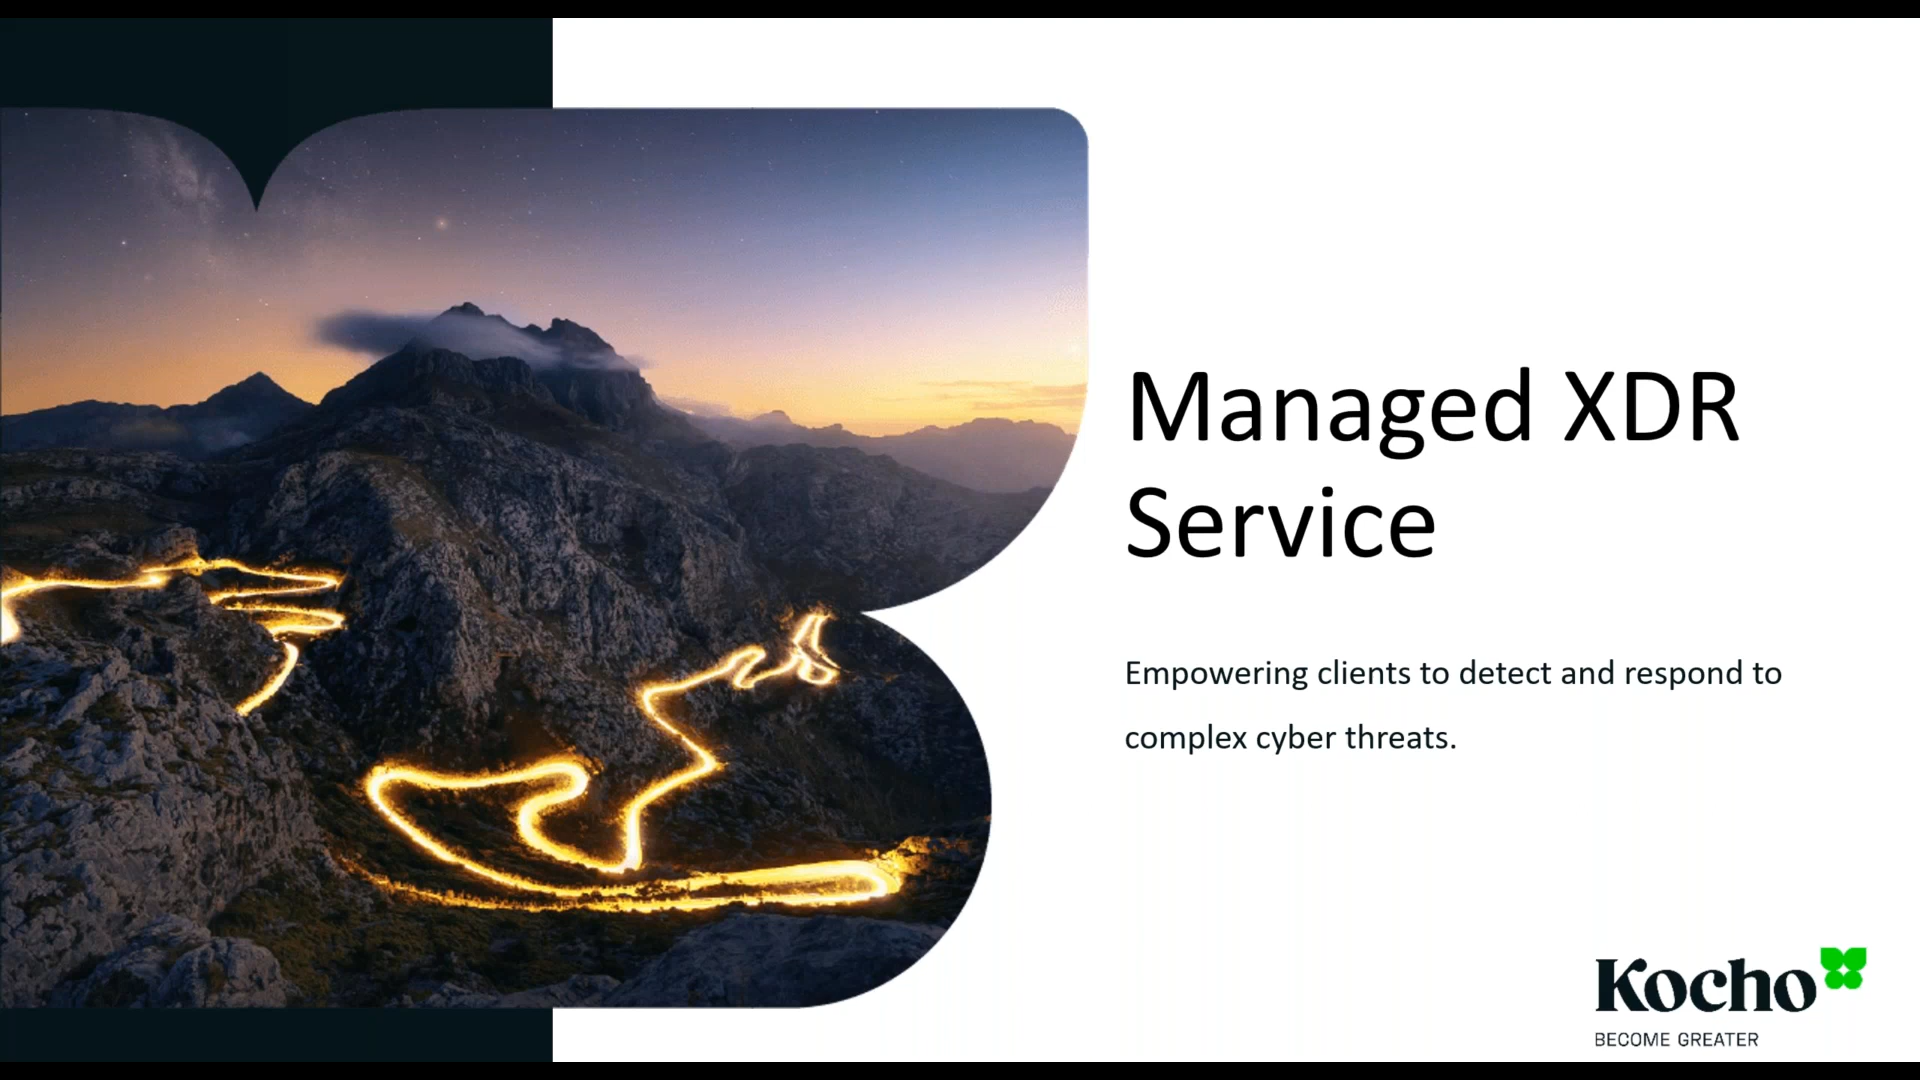 Managed XDR
Service
Empowering clients to detect and respond to
complex cyber threats.
Kocho
BECOME GREATER